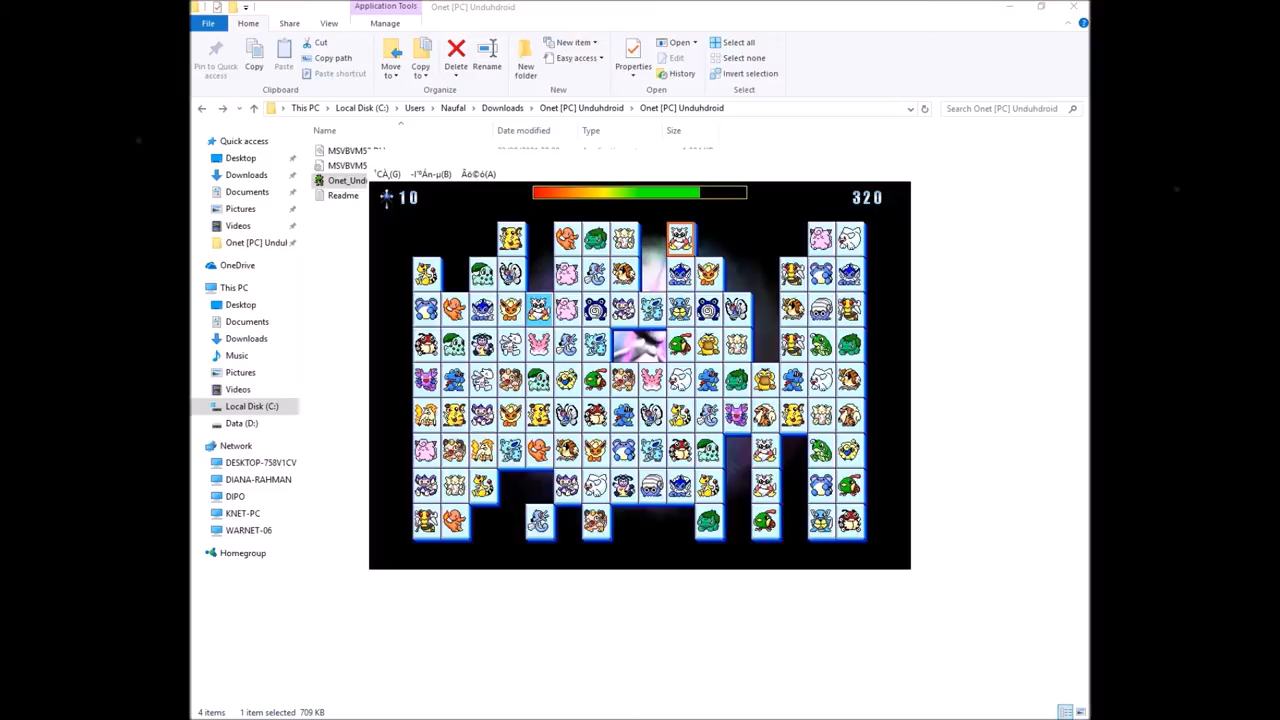 Application Tools
Onet [PC] Unduhdroid
File
Home
Share
View
Manage
Pin to Quick access
Copy
Paste
Cut
Copy path
Paste shortcut
Clipboard
Move to
Copy to
Delete
Rename
Organize
New folder
New item
Easy access
New
Properties
Open
Edit
History
Open
Select all
Select none
Invert selection
Select
This PC
Local Disk (C:)
Users
Naufal
Downloads
Onet [PC] Unduhdroid
Onet [PC] Unduhdroid
Search Onet [PC] Unduhdroid
Name
Date modified
Type
Size
Quick access
Desktop
Downloads
Documents
Pictures
Videos
Onet [PC] Unduh
OneDrive
This PC
Desktop
Documents
Downloads
Music
Pictures
Videos
Local Disk (C:)
Data (D:)
Network
DESKTOP-758V1CV
DIANA-RAHMAN
DIPO
KNET-PC
WARNET-06
Homegroup
MSVBVM5
Onet_Undu
Readme
10
320
4 items
1 item selected 709 KB